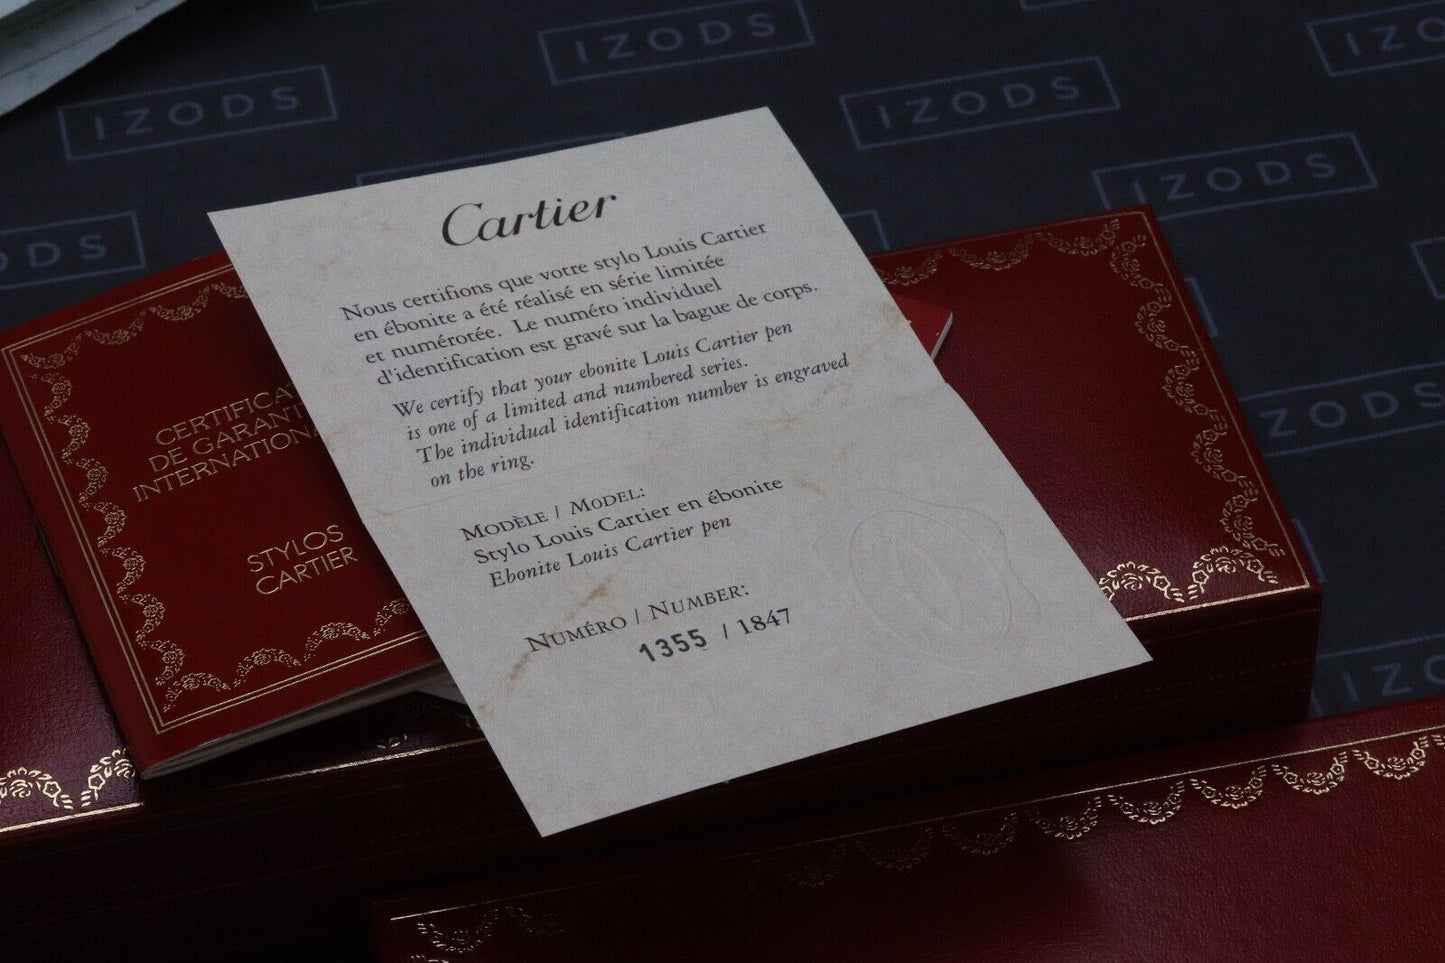 IZODS
IZODS
IZODS
IZODS
IZODS
Cartier
Nous certifions que votre stylo Louis Cartier
en ébonite a été réalisé en série limitée
et numérotée. Le numéro individuel
d'identification est gravé sur la bague de corps.
We certify that your ebonite Louis Cartier pen
is one of a limited and numbered series.
The individual identification number is engraved
on the ring.
MODÈLE / MODEL:
Stylo Louis Cartier en ébonite
Ebonite Louis Cartier pen
NUMÉRO / NUMBER:
1355 / 1847
DE
STYLOS
CARTIER
IZODS